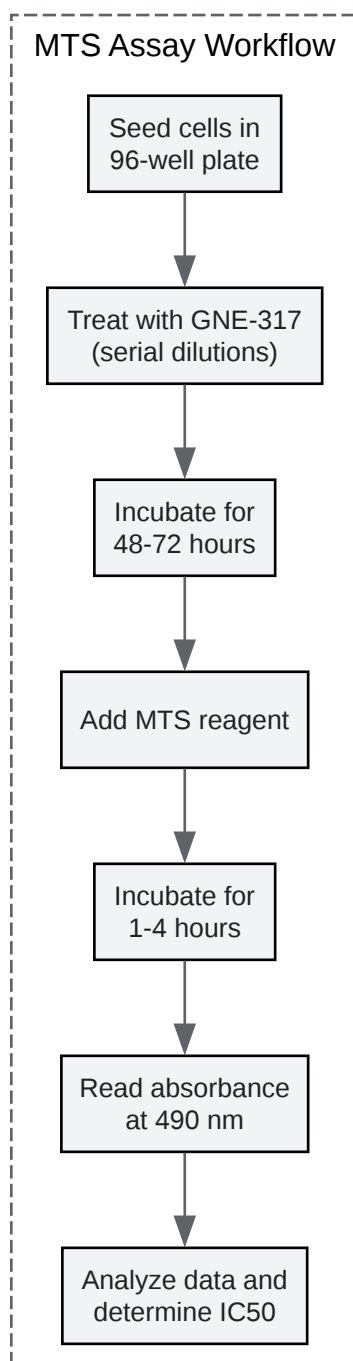 MTS Assay Workflow
Seed cells in
96-well plate
Treat with GNE-317
(serial dilutions)
Incubate for
48-72 hours
Add MTS reagent
Incubate for
1-4 hours
Read absorbance
at 490 nm
Analyze data and
determine IC50